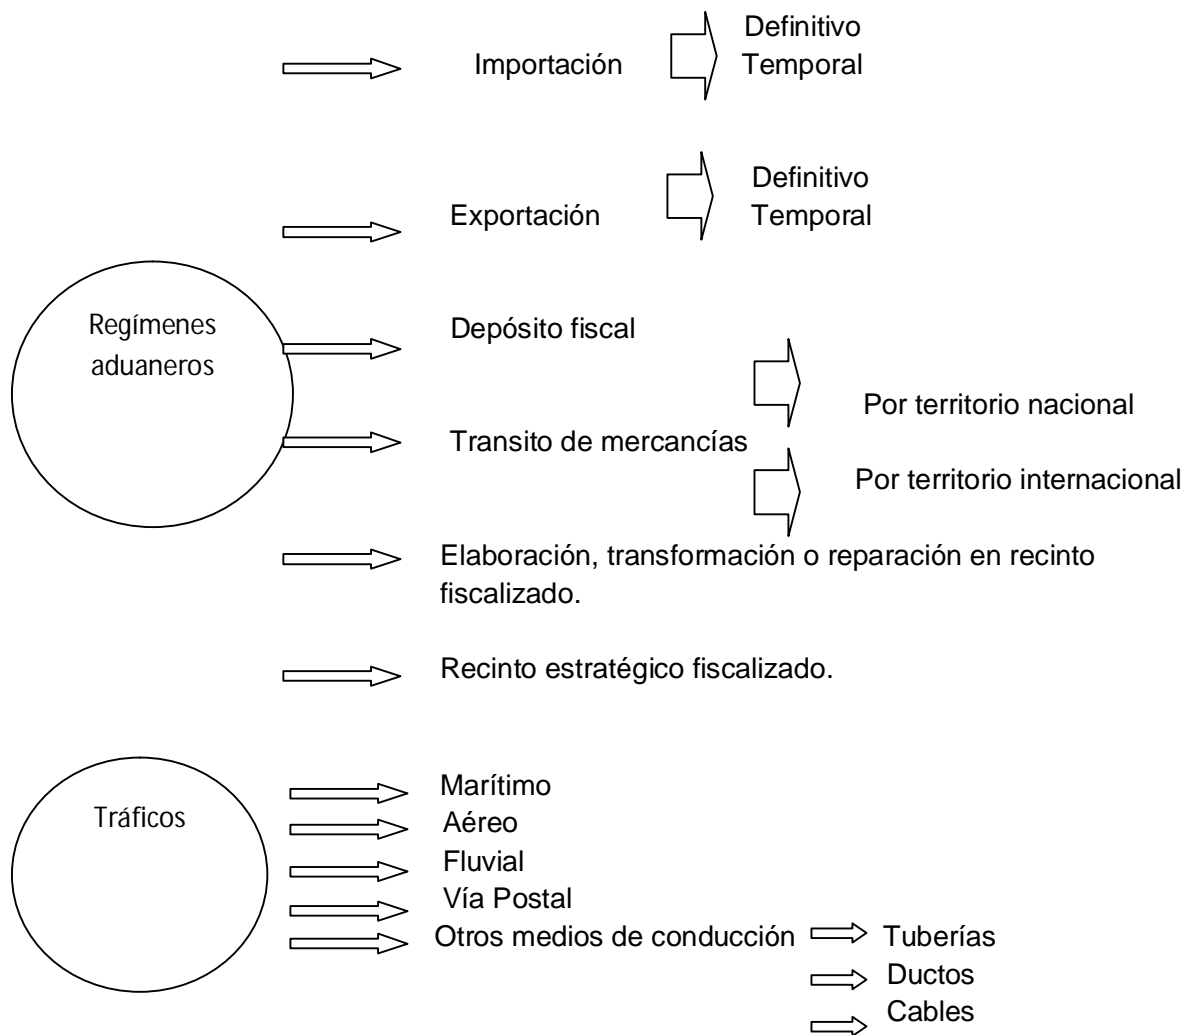 Importación
Definitivo
Temporal
Exportación
Definitivo
Temporal
Regímenes
aduaneros
Depósito fiscal
Transito de mercancías
Por territorio nacional
Por territorio internacional
Elaboración, transformación o reparación en recinto
fiscalizado.
Recinto estratégico fiscalizado.
Tráficos
Marítimo
Aéreo
Fluvial
Vía Postal
Otros medios de conducción
Tuberías
Ductos
Cables